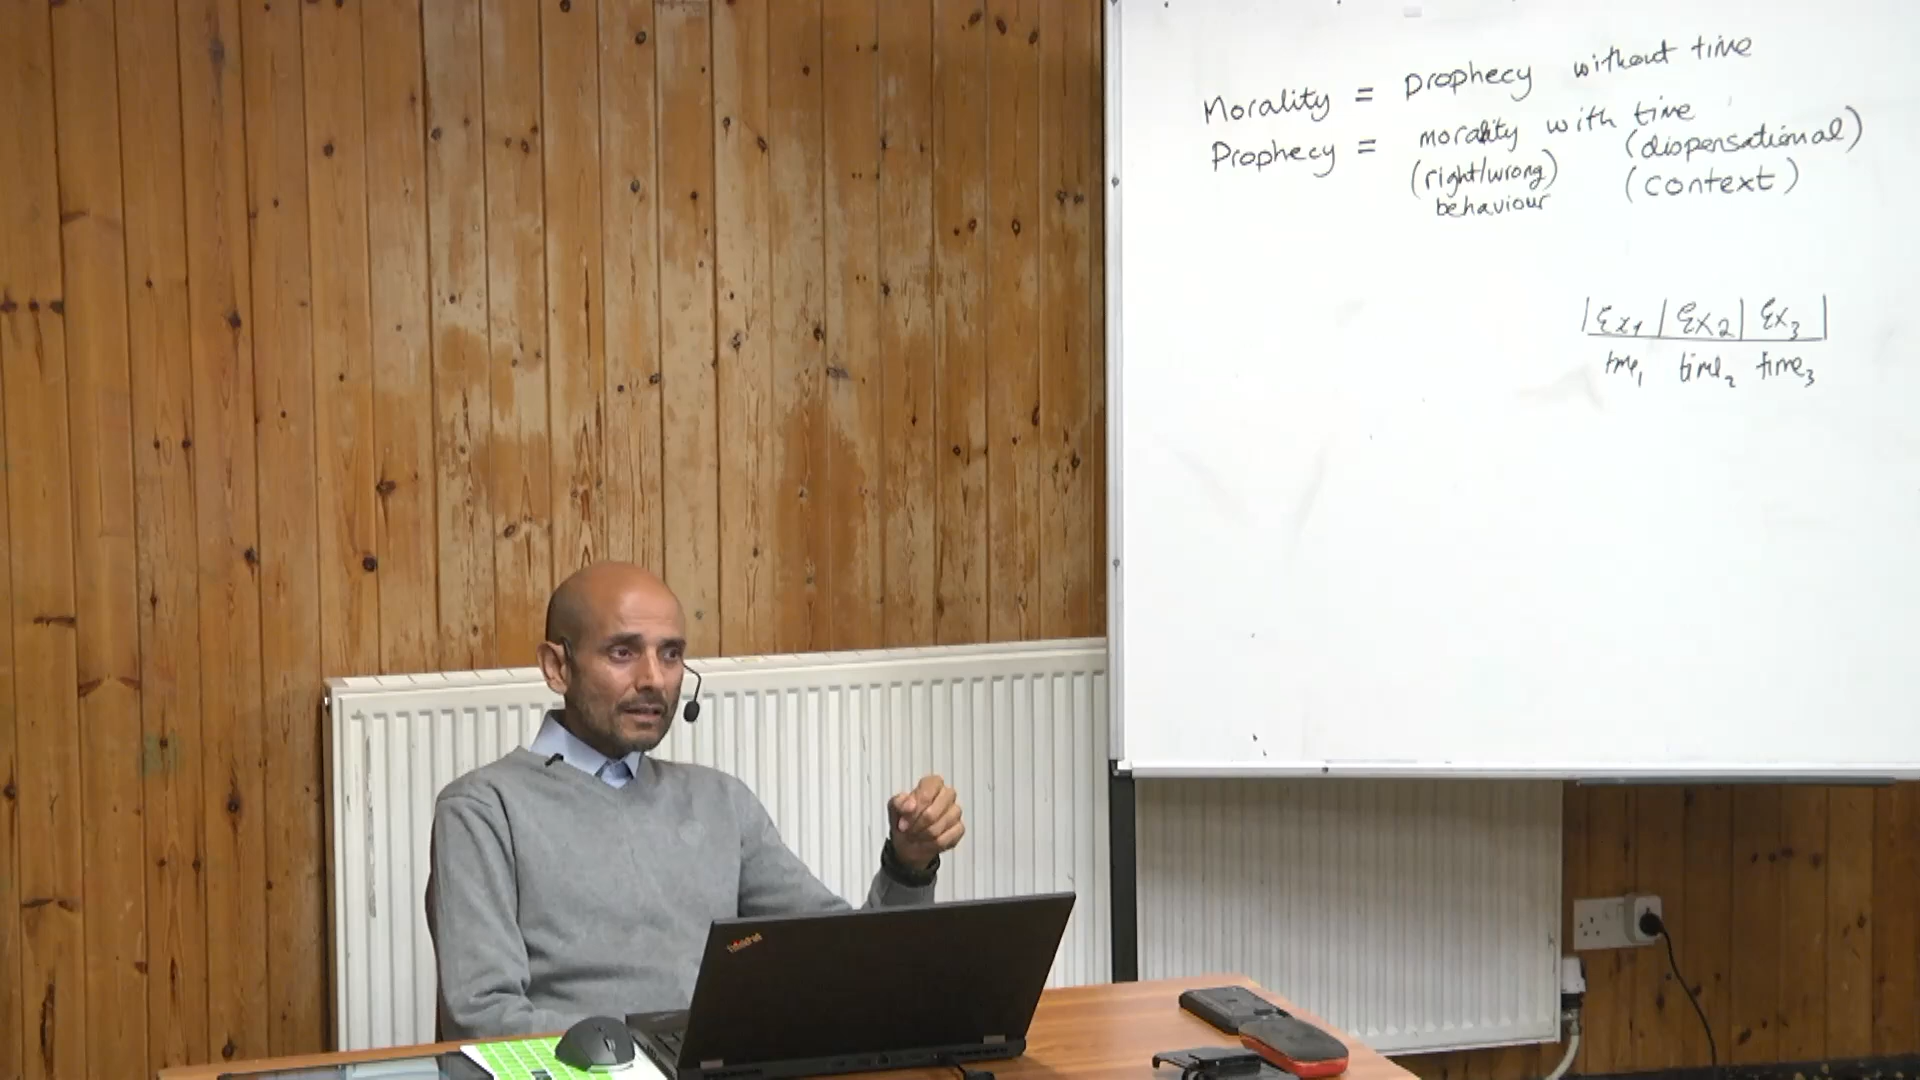 Morality = prophecy without time
Prophecy = morality with time
(right/wrong) (dispensational)
behaviour (context)
|Ex1 | Ex2 | Ex3 |
time1 time2 time3
ThinkPad